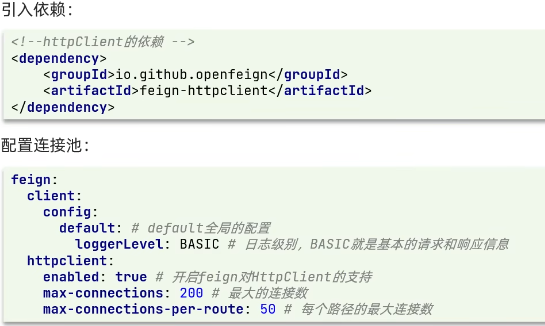 引入依赖：
<!--httpClient的依赖 -->
<dependency>
    <groupId>io.github.openfeign</groupId>
    <artifactId>feign-httpclient</artifactId>
</dependency>
配置连接池：
feign:
  client:
    config:
      default: # default全局的配置
        loggerLevel: BASIC # 日志级别，BASIC就是基本的请求和响应信息
  httpclient:
    enabled: true # 开启feign对HttpClient的支持
    max-connections: 200 # 最大的连接数
    max-connections-per-route: 50 # 每个路径的最大连接数